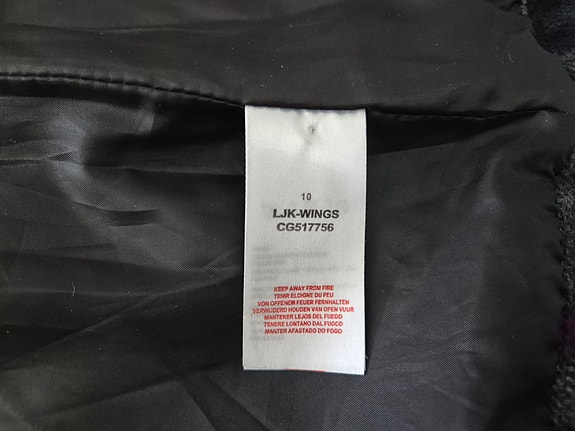 10
LJK-WINGS
CG517756
KEEP AWAY FROM FIRE
TENIR ELOIGNE DU FEU
VON OFFENEM FEUER FERNHALTEN
VERWIJDERD HOUDEN VAN OPEN VUUR
MANTENER LEJOS DEL FUEGO
TENERE LONTANO DAL FUOCO
MANTER AFASTADO DO FOGO